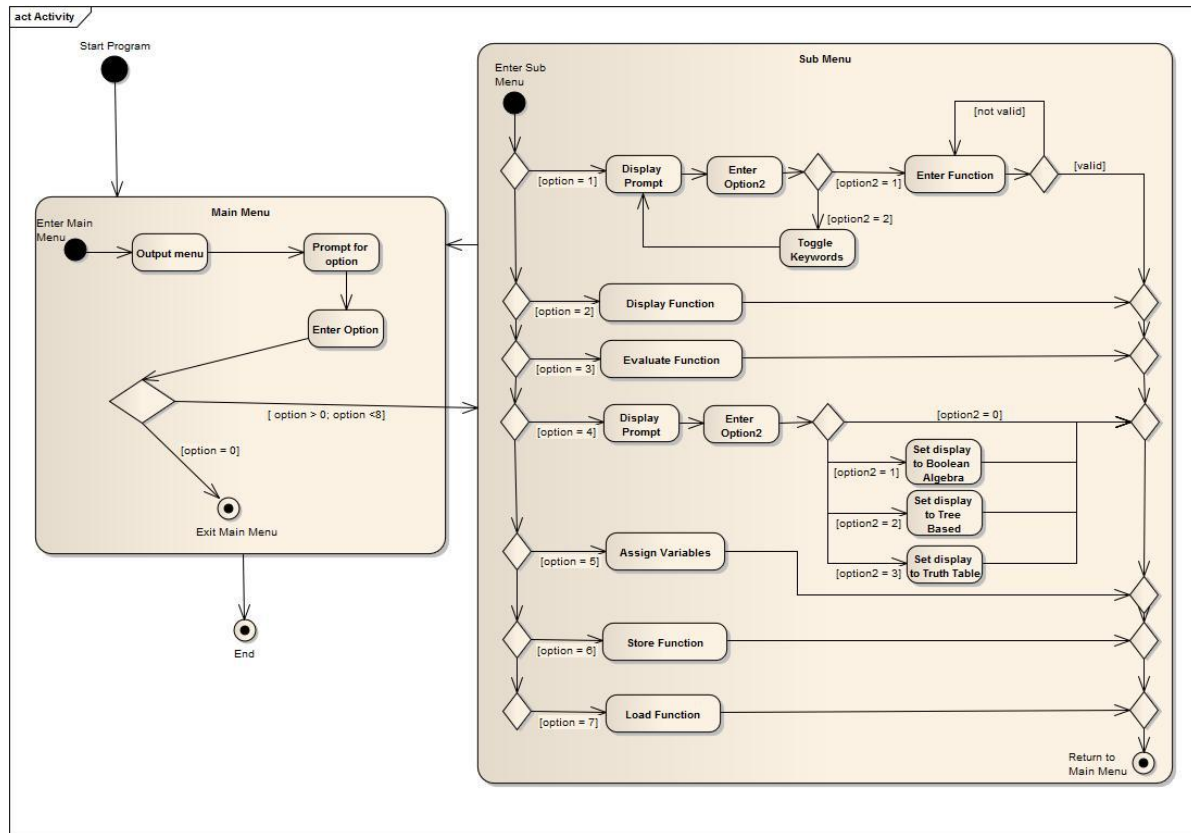 act Activity
Start Program
Main Menu
Enter Main
Menu
Output menu
Prompt for
option
Enter Option
[ option > 0; option <8]
[option = 0]
Exit Main Menu
End
Sub Menu
Enter Sub
Menu
[option = 1]
Display
Prompt
Enter
Option2
[option2 = 1]
Enter Function
[not valid]
[valid]
[option2 = 2]
Toggle
Keywords
[option = 2]
Display Function
[option = 3]
Evaluate Function
[option = 4]
Display
Prompt
Enter
Option2
[option2 = 0]
[option2 = 1]
Set display
to Boolean
Algebra
[option2 = 2]
Set display
to Tree
Based
[option2 = 3]
Set display
to Truth Table
[option = 5]
Assign Variables
[option = 6]
Store Function
[option = 7]
Load Function
Return to
Main Menu